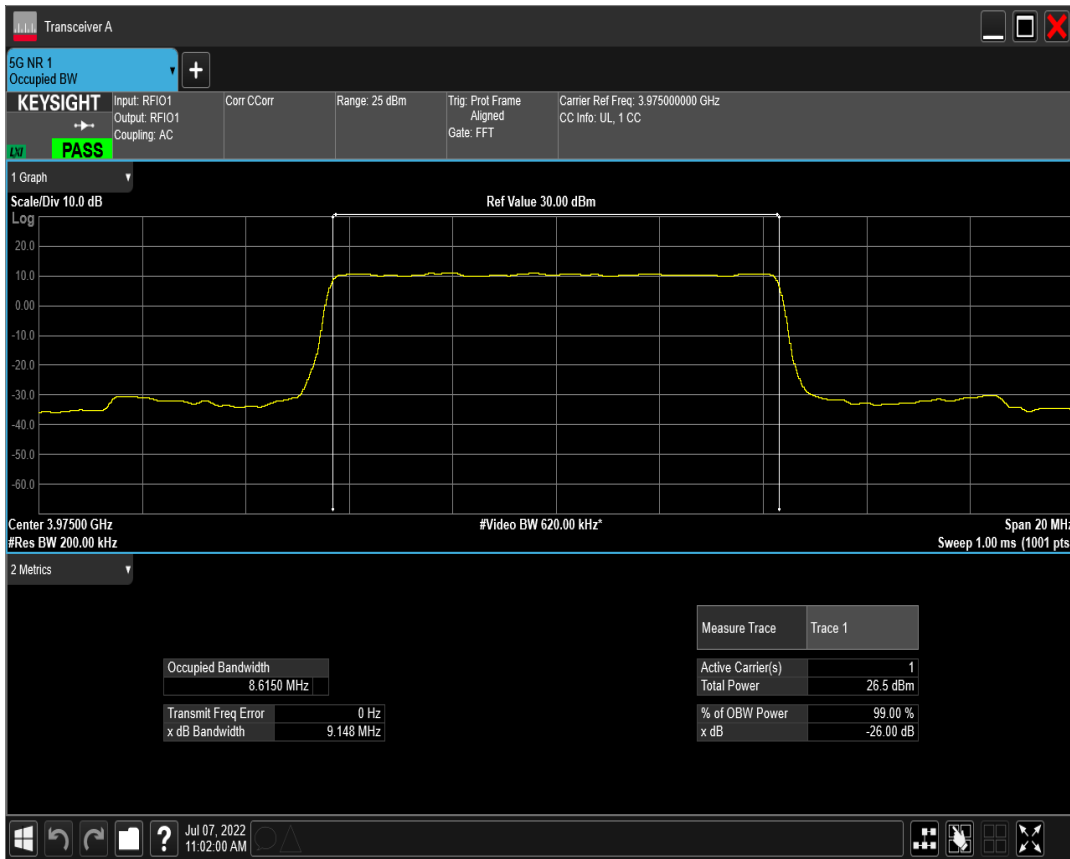 Transceiver A
5G NR 1
Occupied BW
KEYSIGHT
LXI
PASS
Input: RFIO1
Output: RFIO1
Coupling: AC
Corr CCorr
Range: 25 dBm
Trig: Prot Frame
Aligned
Gate: FFT
Carrier Ref Freq: 3.975000000 GHz
CC Info: UL, 1 CC
1 Graph
Scale/Div 10.0 dB
Ref Value 30.00 dBm
Log
20.0
10.0
0.00
-10.0
-20.0
-30.0
-40.0
-50.0
-60.0
Center 3.97500 GHz
#Video BW 620.00 kHz*
Span 20 MHz
#Res BW 200.00 kHz
Sweep 1.00 ms (1001 pts
2 Metrics
Measure Trace Trace 1
Occupied Bandwidth
8.6150 MHz
Active Carrier(s) 1
Total Power 26.5 dBm
Transmit Freq Error 0 Hz
x dB Bandwidth 9.148 MHz
% of OBW Power 99.00 %
x dB -26.00 dB
?
Jul 07, 2022
11:02:00 AM